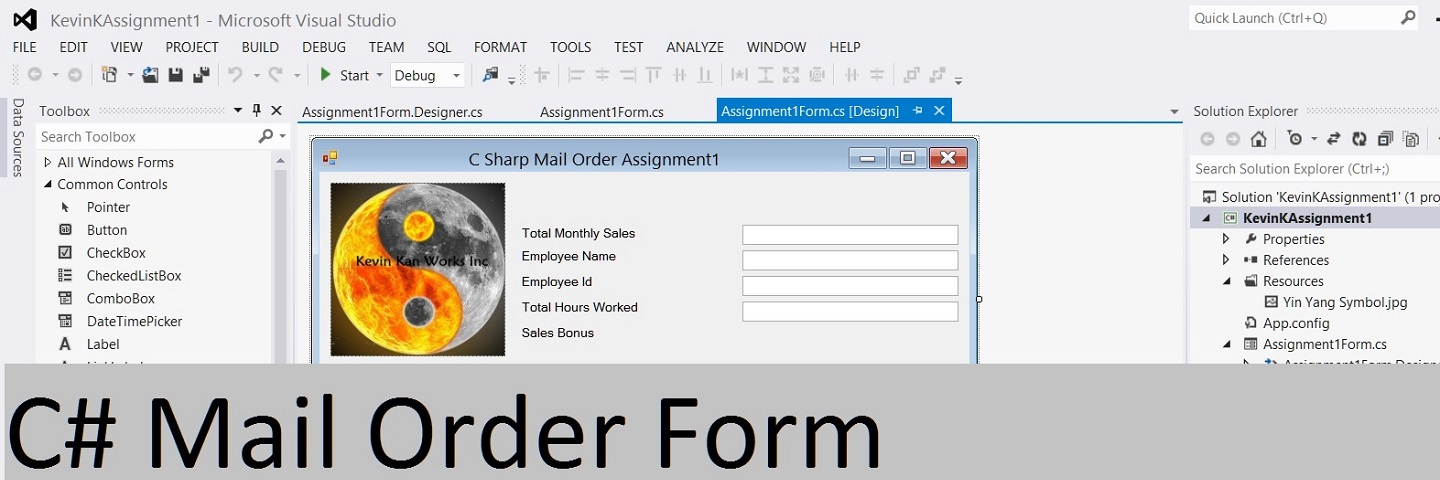 KevinKAssignment1 - Microsoft Visual Studio
Quick Launch (Ctrl+Q)
FILE EDIT VIEW PROJECT BUILD DEBUG TEAM SQL FORMAT TOOLS TEST ANALYZE WINDOW HELP
Start Debug
Data Sources
Toolbox
Search Toolbox
All Windows Forms
Common Controls
Pointer
Button
CheckBox
CheckedListBox
ComboBox
DateTimePicker
Label
Assignment1Form.Designer.cs Assignment1Form.cs Assignment1Form.cs [Design]
C Sharp Mail Order Assignment1
Kevin Kan Works Inc
Total Monthly Sales
Employee Name
Employee Id
Total Hours Worked
Sales Bonus
Solution Explorer
Search Solution Explorer (Ctrl+;)
Solution 'KevinKAssignment1' (1 pro
KevinKAssignment1
Properties
References
Resources
Yin Yang Symbol.jpg
App.config
Assignment1Form.cs
C# Mail Order Form